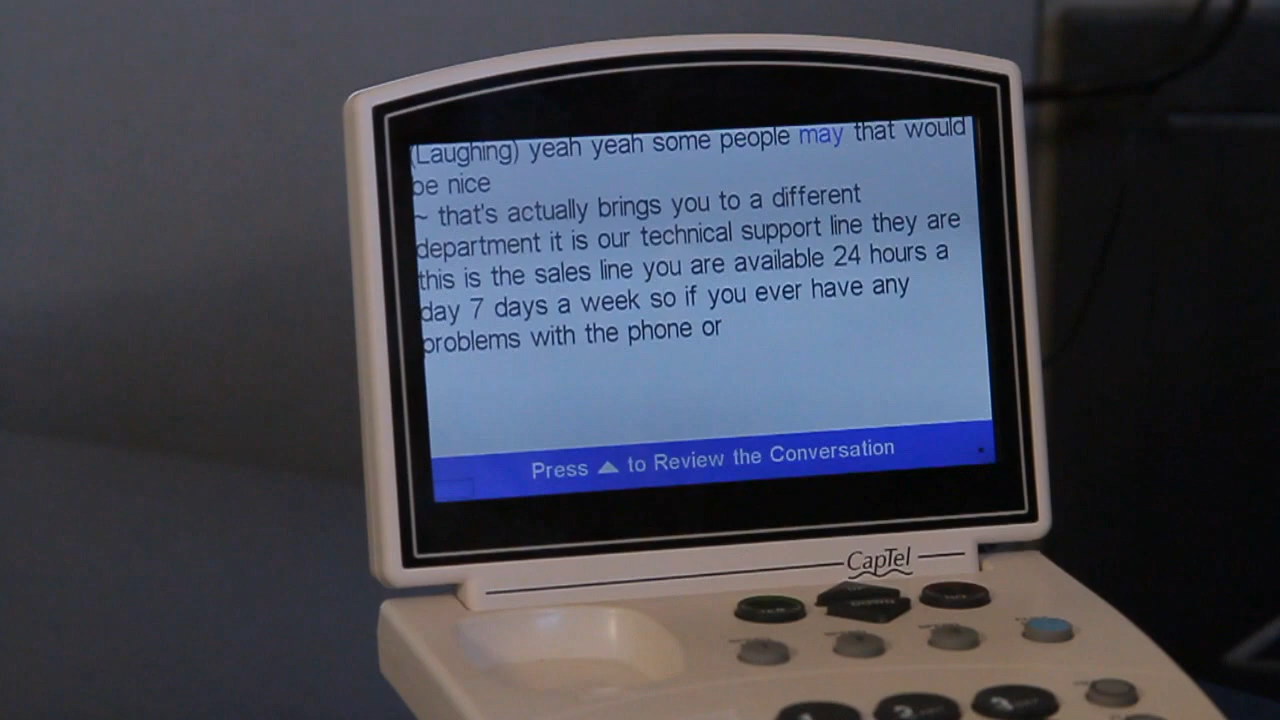 (Laughing) yeah yeah some people may that would
be nice
~ that's actually brings you to a different
department it is our technical support line they are
this is the sales line you are available 24 hours a
day 7 days a week so if you ever have any
problems with the phone or
Press ▲ to Review the Conversation
CapTel
DOWN